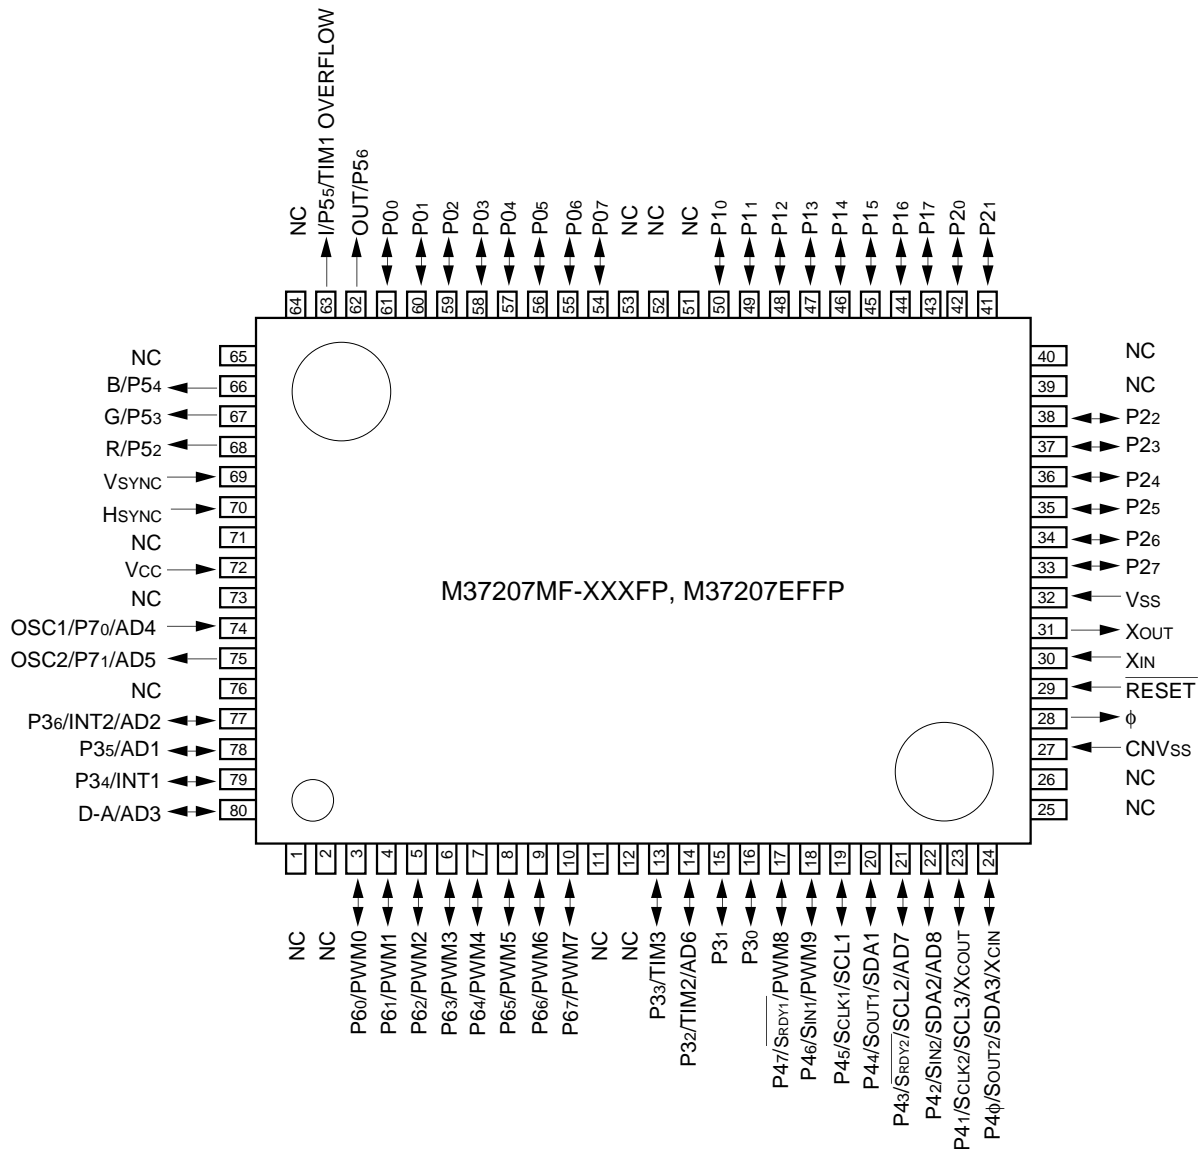 NC
I/P55/TIM1 OVERFLOW
OUT/P56
P00
P01
P02
P03
P04
P05
P06
P07
NC
NC
NC
P10
P11
P12
P13
P14
P15
P16
P17
P20
P21
64
63
62
61
60
59
58
57
56
55
54
53
52
51
50
49
48
47
46
45
44
43
42
41
NC 65
B/P54 66
G/P53 67
R/P52 68
VSYNC 69
HSYNC 70
NC 71
VCC 72
NC 73
OSC1/P70/AD4 74
OSC2/P71/AD5 75
NC 76
P36/INT2/AD2 77
P35/AD1 78
P34/INT1 79
D-A/AD3 80
M37207MF-XXXFP, M37207EFFP
40 NC
39 NC
38 P22
37 P23
36 P24
35 P25
34 P26
33 P27
32 VSS
31 XOUT
30 XIN
29 RESET
28 ϕ
27 CNVSS
26 NC
25 NC
1
2
3
4
5
6
7
8
9
10
11
12
13
14
15
16
17
18
19
20
21
22
23
24
NC
NC
P60/PWM0
P61/PWM1
P62/PWM2
P63/PWM3
P64/PWM4
P65/PWM5
P66/PWM6
P67/PWM7
NC
NC
P33/TIM3
P32/TIM2/AD6
P31
P30
P47/SRDY1/PWM8
P46/SIN1/PWM9
P45/SCLK1/SCL1
P44/SOUT1/SDA1
P43/SRDY2/SCL2/AD7
P42/SIN2/SDA2/AD8
P41/SCLK2/SCL3/XCOUT
P4ϕ/SOUT2/SDA3/XCIN